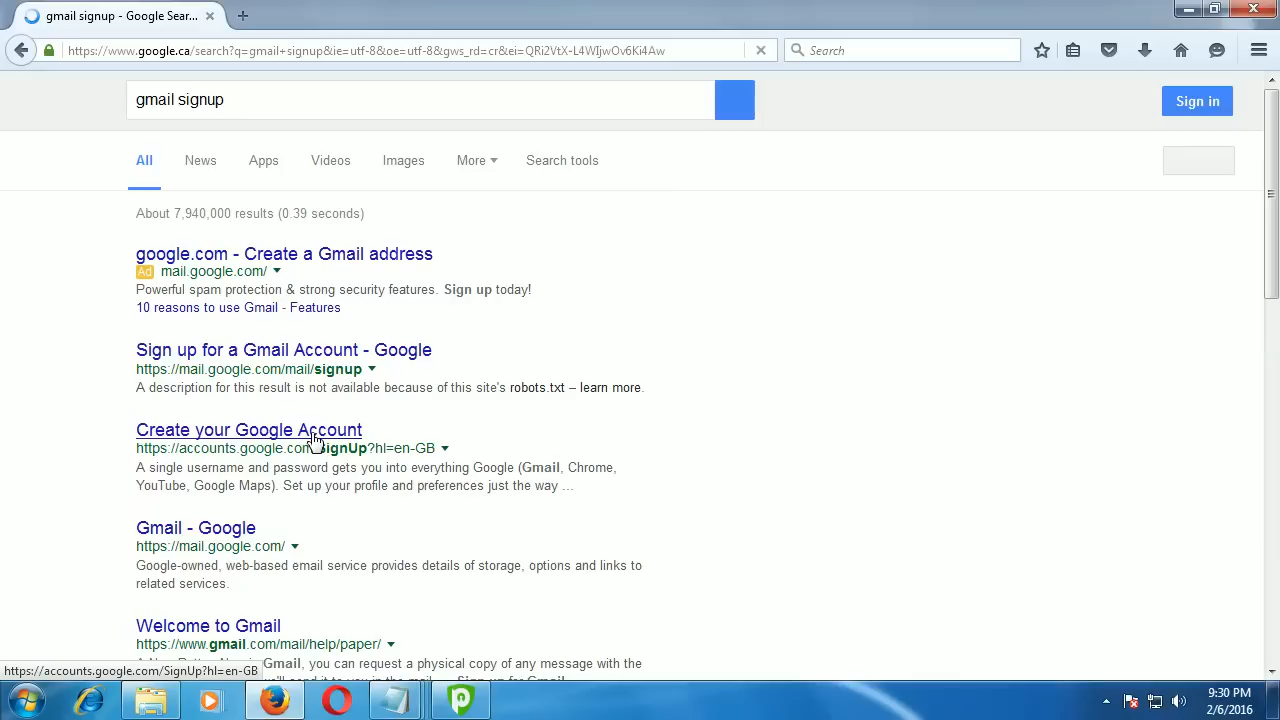 gmail signup - Google Sear...
https://www.google.ca/search?q=gmail+signup&ie=utf-8&oe=utf-8&gws_rd=cr&ei=QRi2VtX-L4WIjwOv6Ki4Aw
Search
gmail signup
Sign in
All News Apps Videos Images More Search tools
About 7,940,000 results (0.39 seconds)
google.com - Create a Gmail address
Ad mail.google.com/
Powerful spam protection & strong security features. Sign up today!
10 reasons to use Gmail - Features
Sign up for a Gmail Account - Google
https://mail.google.com/mail/signup
A description for this result is not available because of this site's robots.txt – learn more.
Create your Google Account
https://accounts.google.com/SignUp?hl=en-GB
A single username and password gets you into everything Google (Gmail, Chrome,
YouTube, Google Maps). Set up your profile and preferences just the way ...
Gmail - Google
https://mail.google.com/
Google-owned, web-based email service provides details of storage, options and links to
related services.
Welcome to Gmail
https://www.gmail.com/mail/help/paper/
Gmail, you can request a physical copy of any message with the
https://accounts.google.com/SignUp?hl=en-GB
9:30 PM
2/6/2016